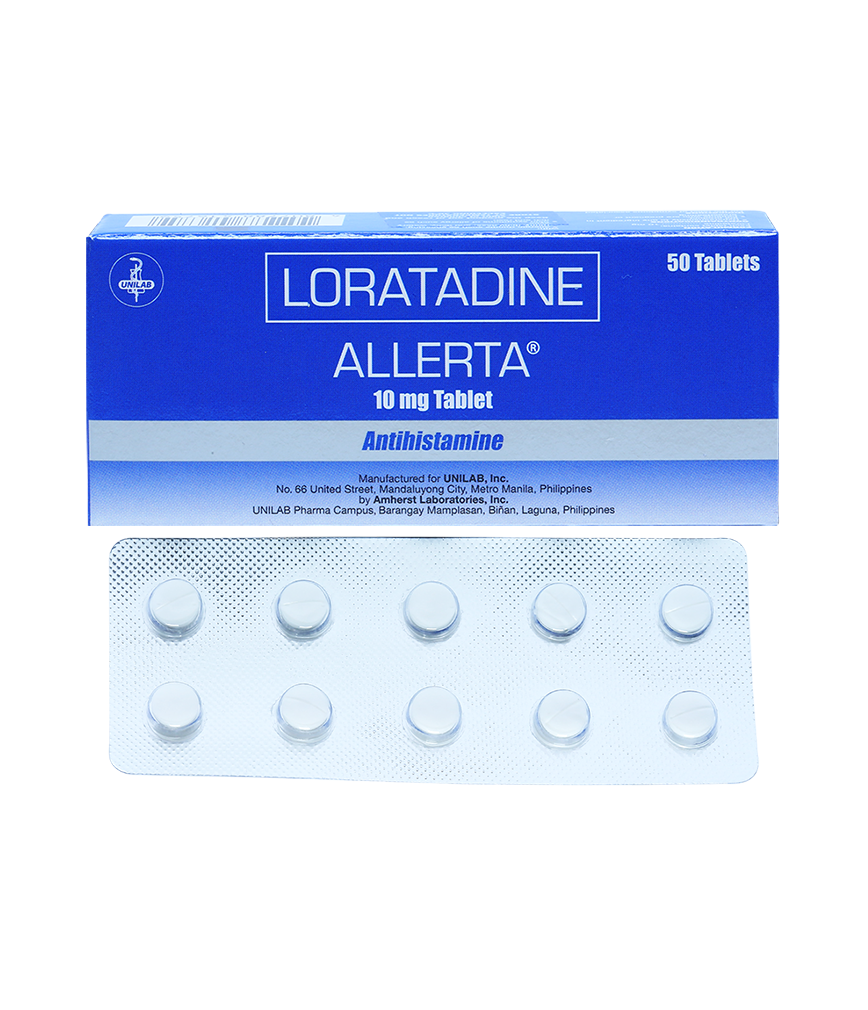 UNILAB
LORATADINE
50 Tablets
ALLERTA®
10 mg Tablet
Antihistamine
Manufactured for UNILAB, Inc.
No. 66 United Street, Mandaluyong City, Metro Manila, Philippines
by Amherst Laboratories, Inc.
UNILAB Pharma Campus, Barangay Mamplasan, Biñan, Laguna, Philippines